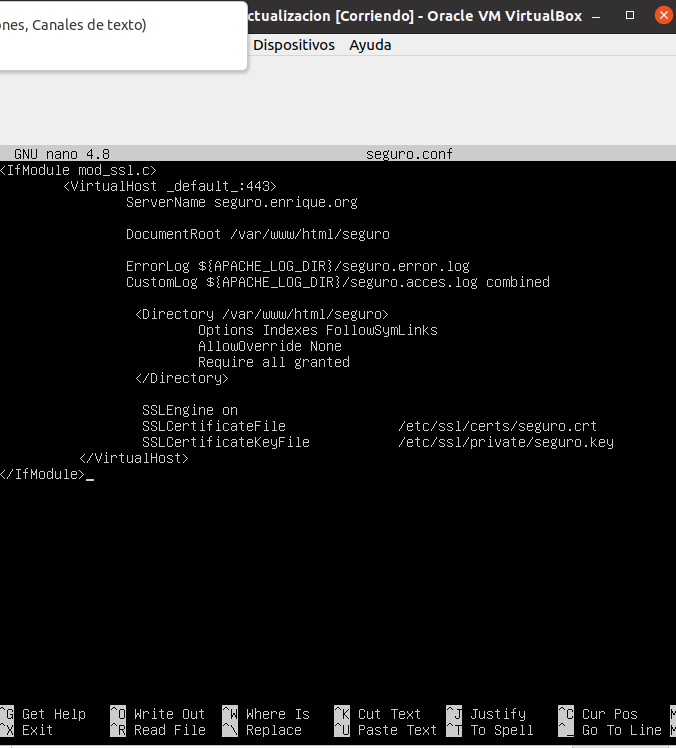 ctualizacion [Corriendo] - Oracle VM VirtualBox
nes, Canales de texto)
Dispositivos Ayuda
GNU nano 4.8 seguro.conf
<IfModule mod_ssl.c>
<VirtualHost _default_:443>
ServerName seguro.enrique.org
DocumentRoot /var/www/html/seguro
ErrorLog ${APACHE_LOG_DIR}/seguro.error.log
CustomLog ${APACHE_LOG_DIR}/seguro.acces.log combined
<Directory /var/www/html/seguro>
Options Indexes FollowSymLinks
AllowOverride None
Require all granted
</Directory>
SSLEngine on
SSLCertificateFile /etc/ssl/certs/seguro.crt
SSLCertificateKeyFile /etc/ssl/private/seguro.key
</VirtualHost>
</IfModule>
^G Get Help ^O Write Out ^W Where Is ^K Cut Text ^J Justify ^C Cur Pos M
^X Exit ^R Read File ^\ Replace ^U Paste Text ^T To Spell ^_ Go To Line M